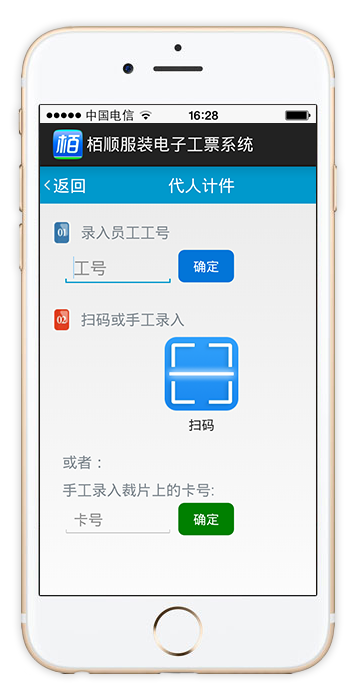 中国电信 16:28
栢 栢顺服装电子工票系统
返回 代人计件
01 录入员工工号
工号 确定
02 扫码或手工录入
扫码
或者：
手工录入裁片上的卡号:
卡号 确定